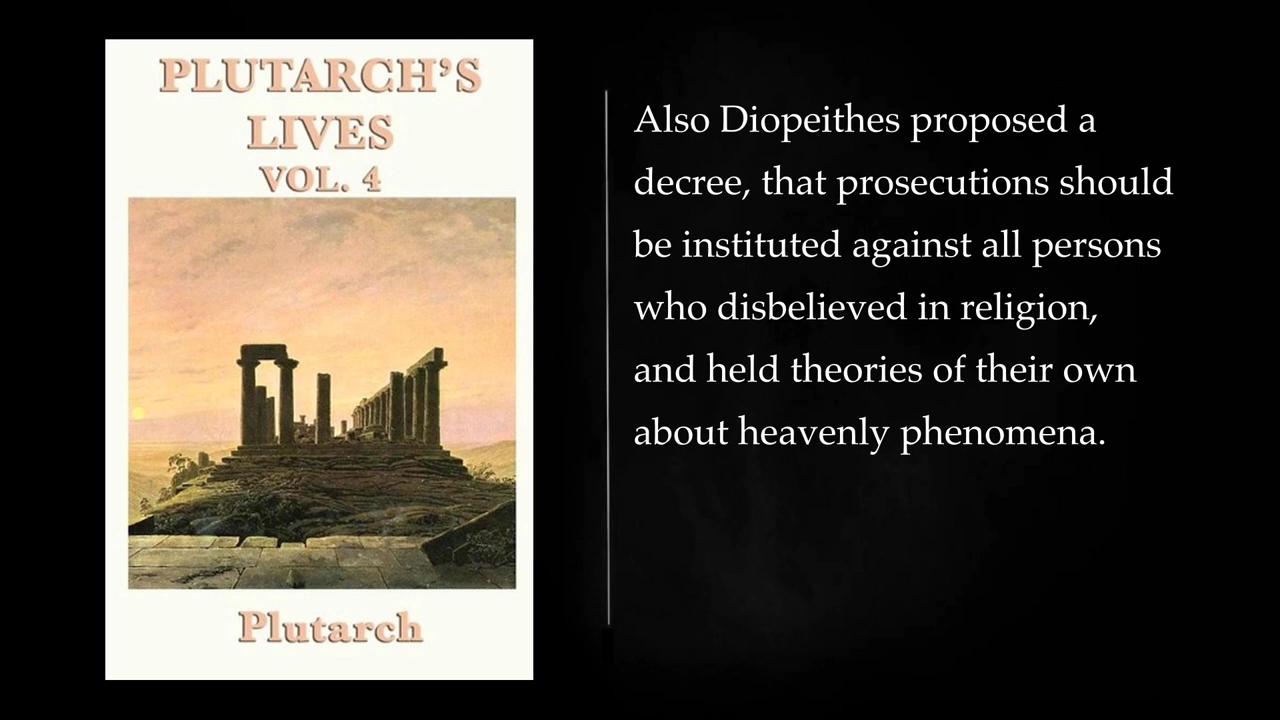 PLUTARCH'S
LIVES
VOL. 4
Plutarch
Also Diopeithes proposed a
decree, that prosecutions should
be instituted against all persons
who disbelieved in religion,
and held theories of their own
about heavenly phenomena.